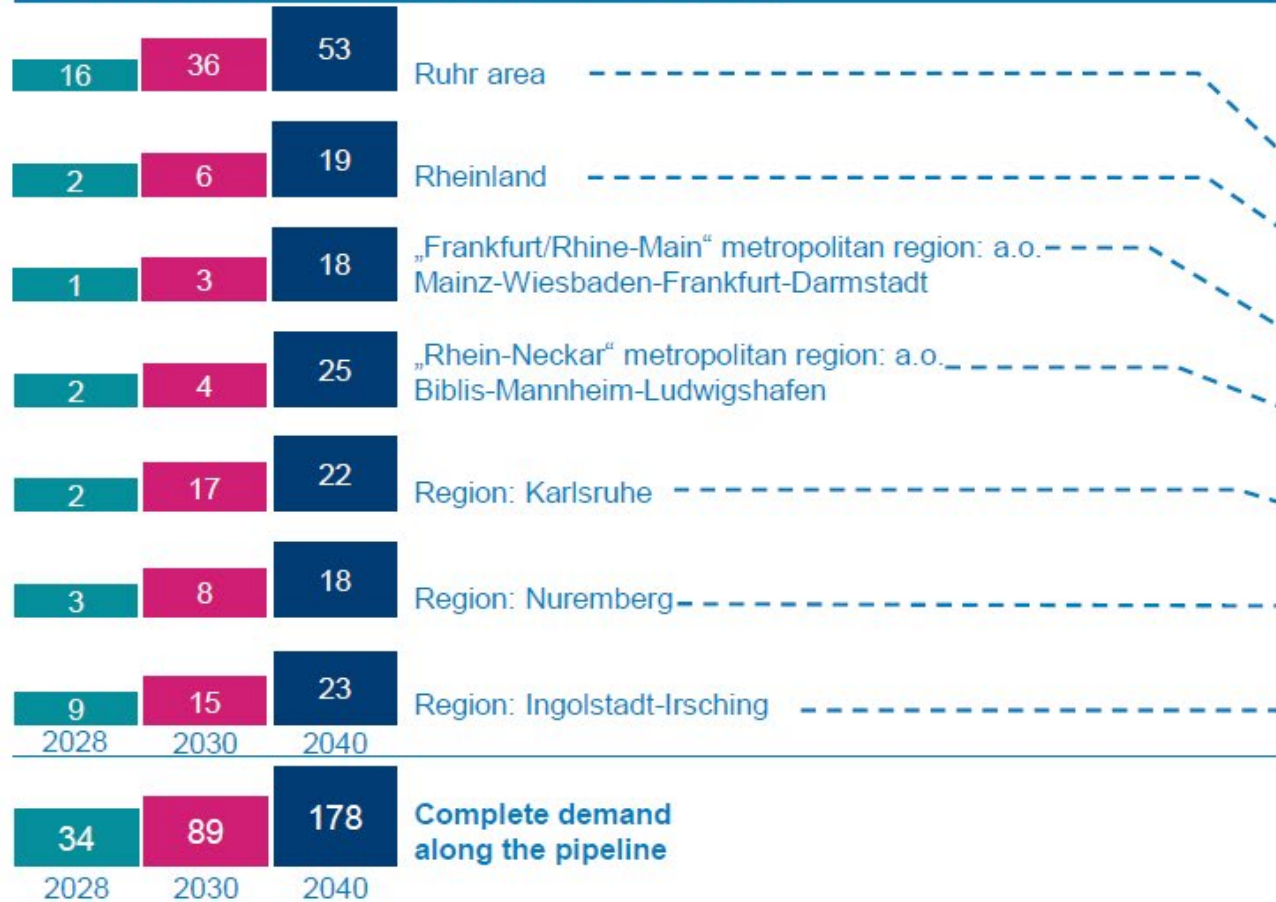 16 36 53 Ruhr area
2 6 19 Rheinland
1 3 18 „Frankfurt/Rhine-Main“ metropolitan region: a.o.
Mainz-Wiesbaden-Frankfurt-Darmstadt
2 4 25 „Rhein-Neckar“ metropolitan region: a.o.
Biblis-Mannheim-Ludwigshafen
2 17 22 Region: Karlsruhe
3 8 18 Region: Nuremberg
9 15 23 Region: Ingolstadt-Irsching
2028 2030 2040
34 89 178 Complete demand
along the pipeline
2028 2030 2040